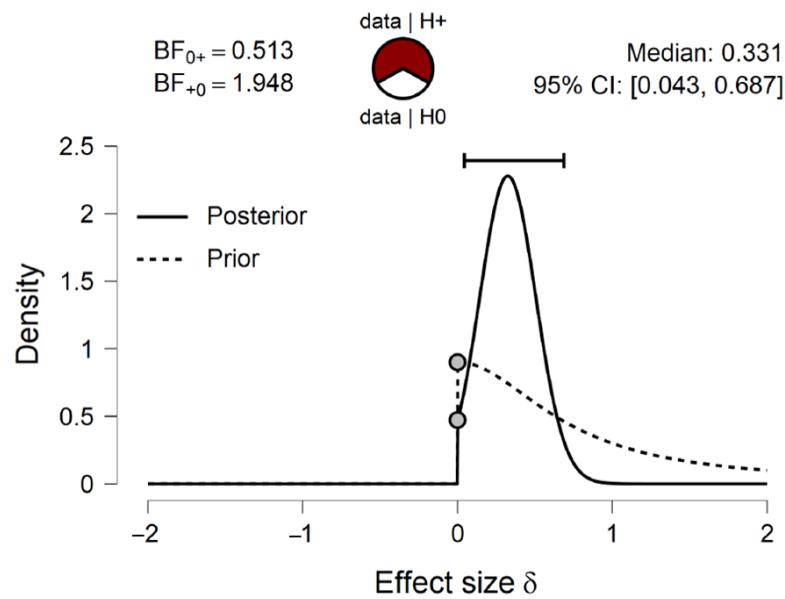 data | H+
BF₀₊ = 0.513
BF₊₀ = 1.948
data | H0
Median: 0.331
95% CI: [0.043, 0.687]
2.5
2
1.5
1
0.5
0
Density
Posterior
Prior
−2
−1
0
1
2
Effect size δ